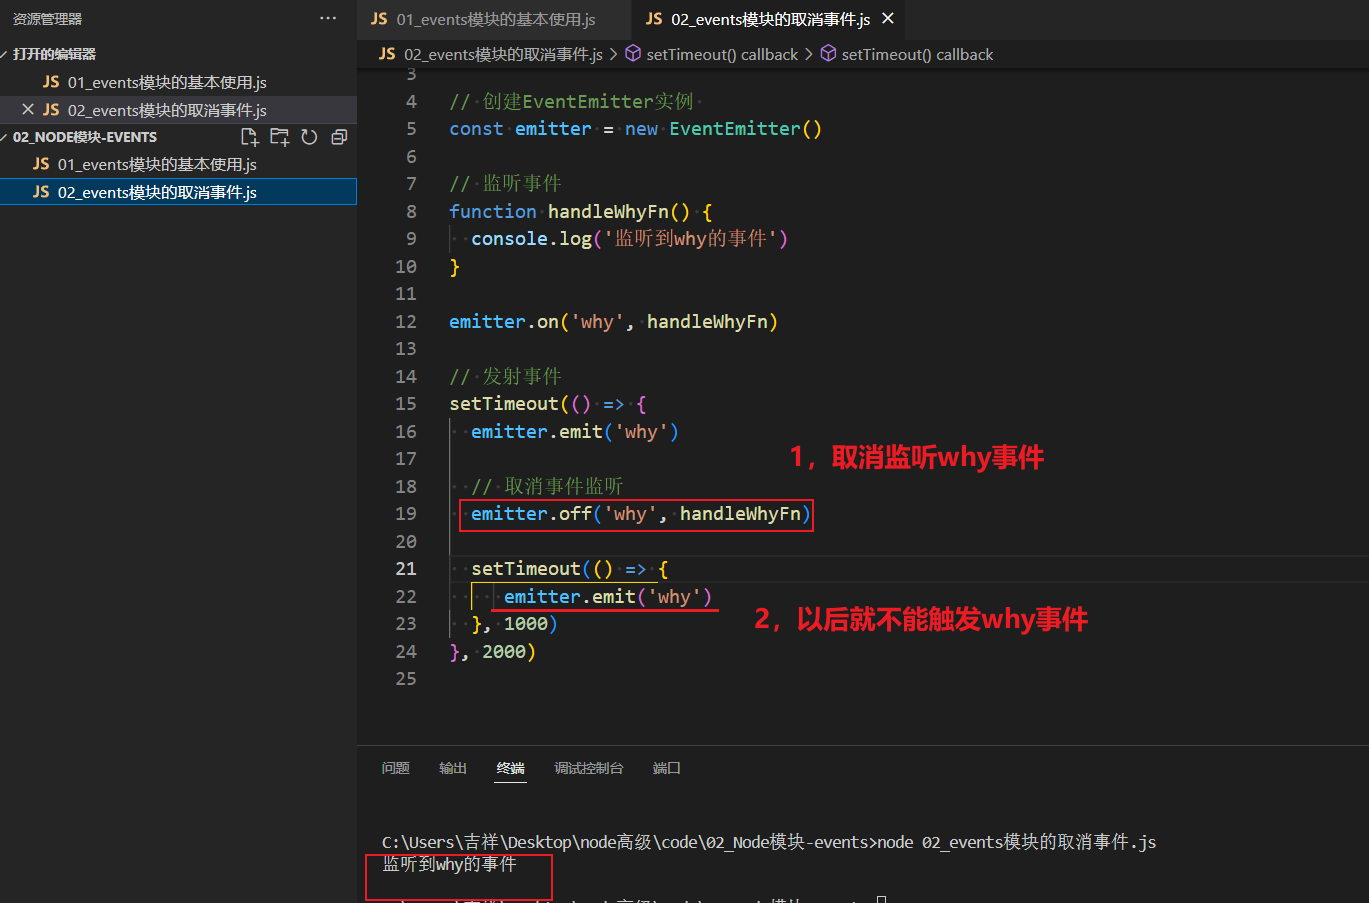 资源管理器 ···
打开的编辑器
JS 01_events模块的基本使用.js
JS 02_events模块的取消事件.js
02_NODE模块-EVENTS
JS 01_events模块的基本使用.js
JS 02_events模块的取消事件.js
JS 01_events模块的基本使用.js JS 02_events模块的取消事件.js
JS 02_events模块的取消事件.js > setTimeout() callback > setTimeout() callback
3
4 // 创建EventEmitter实例
5 const emitter = new EventEmitter()
6
7 // 监听事件
8 function handleWhyFn() {
9 console.log('监听到why的事件')
10 }
11
12 emitter.on('why', handleWhyFn)
13
14 // 发射事件
15 setTimeout(() => {
16 emitter.emit('why')
17
18 // 取消事件监听
19 emitter.off('why', handleWhyFn)
20
21 setTimeout(() => {
22 emitter.emit('why')
23 }, 1000)
24 }, 2000)
25
1，取消监听why事件
2，以后就不能触发why事件
问题 输出 终端 调试控制台 端口
C:\Users\吉祥\Desktop\node高级\code\02_Node模块-events>node 02_events模块的取消事件.js
监听到why的事件